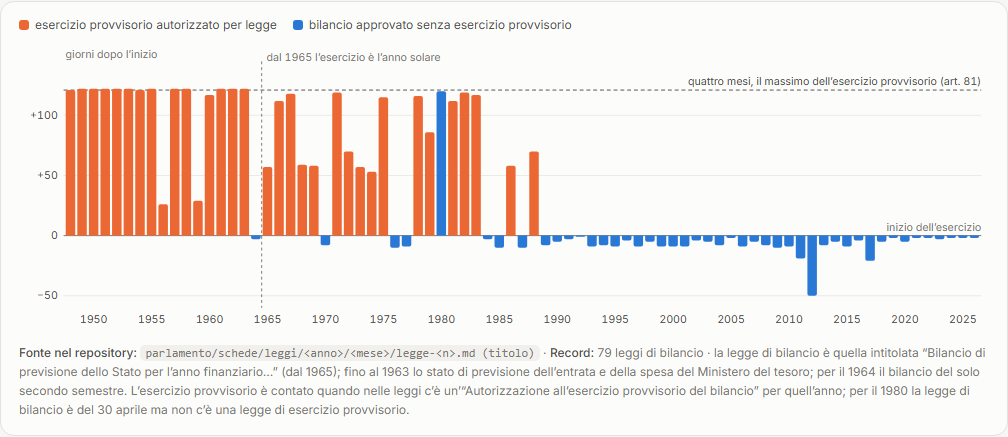 esercizio provvisorio autorizzato per legge bilancio approvato senza esercizio provvisorio
giorni dopo l’inizio
dal 1965 l’esercizio è l’anno solare
quattro mesi, il massimo dell’esercizio provvisorio (art. 81)
+100
+50
0
inizio dell’esercizio
−50
1950 1955 1960 1965 1970 1975 1980 1985 1990 1995 2000 2005 2010 2015 2020 2025
Fonte nel repository: parlamento/schede/leggi/<anno>/<mese>/legge-<n>.md (titolo) · Record: 79 leggi di bilancio · la legge di bilancio è quella intitolata “Bilancio di
previsione dello Stato per l’anno finanziario…” (dal 1965); fino al 1963 lo stato di previsione dell’entrata e della spesa del Ministero del tesoro; per il 1964 il bilancio del solo
secondo semestre. L’esercizio provvisorio è contato quando nelle leggi c’è un’“Autorizzazione all’esercizio provvisorio del bilancio” per quell’anno; per il 1980 la legge di
bilancio è del 30 aprile ma non c’è una legge di esercizio provvisorio.